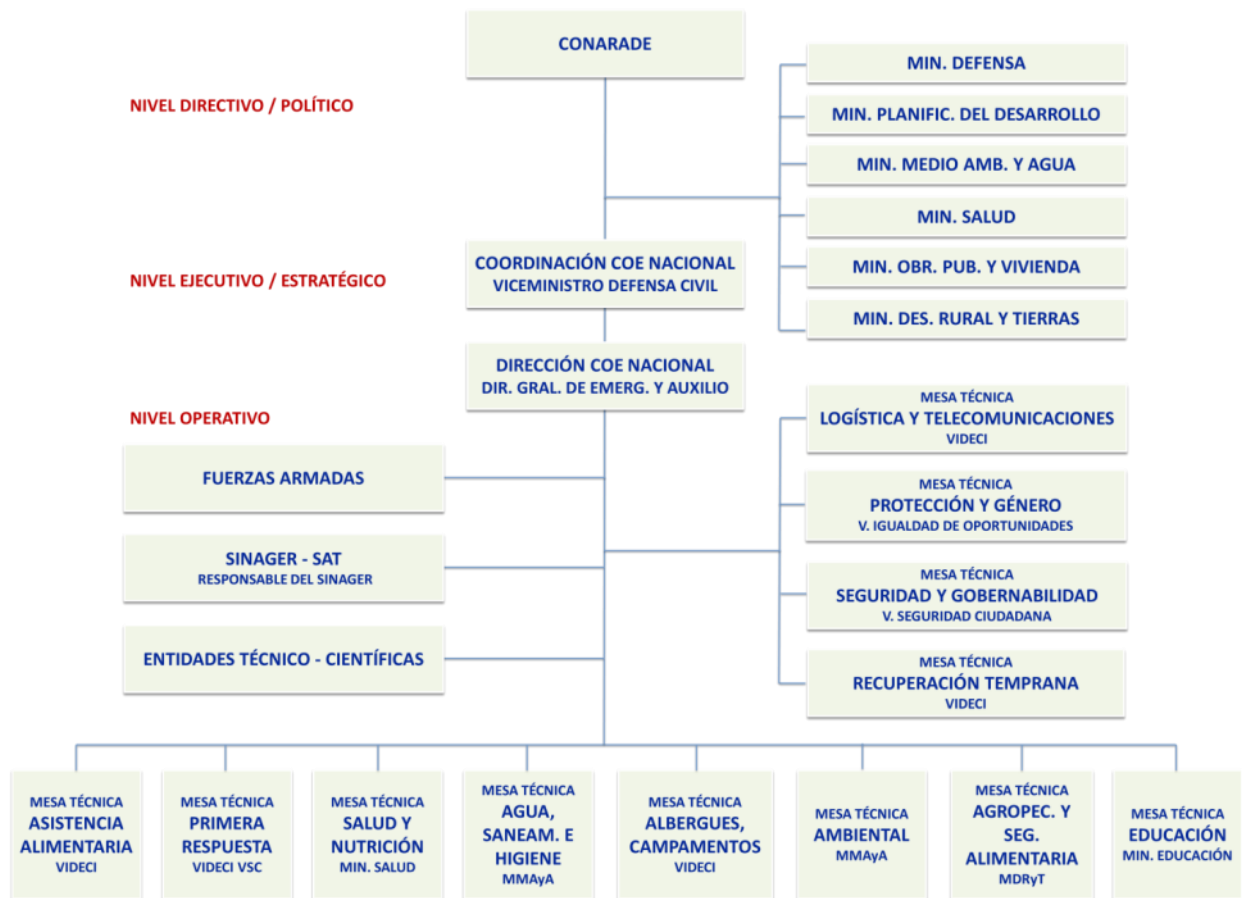 CONARADE
NIVEL DIRECTIVO / POLÍTICO
MIN. DEFENSA
MIN. PLANIFIC. DEL DESARROLLO
MIN. MEDIO AMB. Y AGUA
MIN. SALUD
MIN. OBR. PUB. Y VIVIENDA
MIN. DES. RURAL Y TIERRAS
NIVEL EJECUTIVO / ESTRATÉGICO
COORDINACIÓN COE NACIONAL
VICEMINISTRO DEFENSA CIVIL
DIRECCIÓN COE NACIONAL
DIR. GRAL. DE EMERG. Y AUXILIO
NIVEL OPERATIVO
FUERZAS ARMADAS
SINAGER - SAT
RESPONSABLE DEL SINAGER
ENTIDADES TÉCNICO - CIENTÍFICAS
MESA TÉCNICA
LOGÍSTICA Y TELECOMUNICACIONES
VIDECI
MESA TÉCNICA
PROTECCIÓN Y GÉNERO
V. IGUALDAD DE OPORTUNIDADES
MESA TÉCNICA
SEGURIDAD Y GOBERNABILIDAD
V. SEGURIDAD CIUDADANA
MESA TÉCNICA
RECUPERACIÓN TEMPRANA
VIDECI
MESA TÉCNICA
ASISTENCIA
ALIMENTARIA
VIDECI
MESA TÉCNICA
PRIMERA
RESPUESTA
VIDECI VSC
MESA TÉCNICA
SALUD Y
NUTRICIÓN
MIN. SALUD
MESA TÉCNICA
AGUA,
SANEAM. E
HIGIENE
MMAyA
MESA TÉCNICA
ALBERGUES,
CAMPAMENTOS
VIDECI
MESA TÉCNICA
AMBIENTAL
MMAyA
MESA TÉCNICA
AGROPEC. Y
SEG.
ALIMENTARIA
MDRyT
MESA TÉCNICA
EDUCACIÓN
MIN. EDUCACIÓN